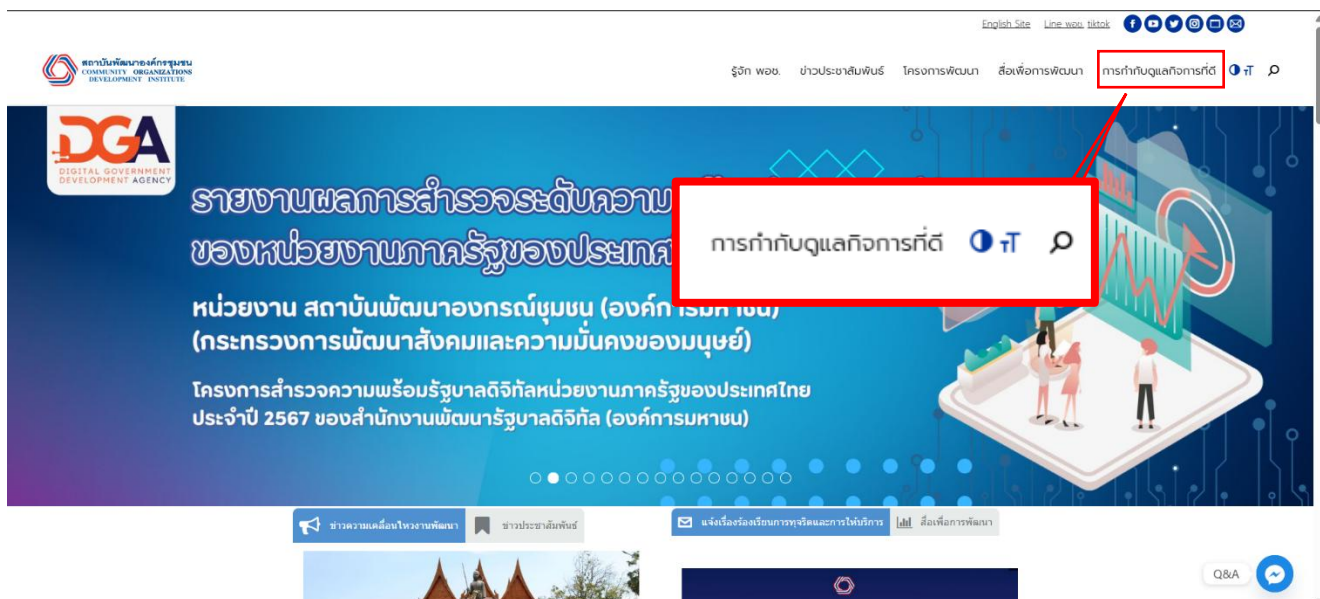 English Site Line พอช. tiktok
สถาบันพัฒนาองค์กรชุมชน
COMMUNITY ORGANIZATIONS
DEVELOPMENT INSTITUTE
รู้จัก พอช. ข่าวประชาสัมพันธ์ โครงการพัฒนา สื่อเพื่อการพัฒนา การกำกับดูแลกิจการที่ดี TT
DGA
DIGITAL GOVERNMENT
DEVELOPMENT AGENCY
รายงานผลการสำรวจระดับความ
ของหน่วยงานภาครัฐของประเทศ
การกำกับดูแลกิจการที่ดี TT
หน่วยงาน สถาบันพัฒนาองกรณ์ชุมชน (องค์การมหาชน)
(กระทรวงการพัฒนาสังคมและความมั่นคงของมนุษย์)
โครงการสำรวจความพร้อมรัฐบาลดิจิทัลหน่วยงานภาครัฐของประเทศไทย
ประจำปี 2567 ของสำนักงานพัฒนารัฐบาลดิจิทัล (องค์การมหาชน)
ข่าวความเคลื่อนไหวงานพัฒนา ข่าวประชาสัมพันธ์ แจ้งเรื่องร้องเรียนการทุจริตและการให้บริการ สื่อเพื่อการพัฒนา
Q&A